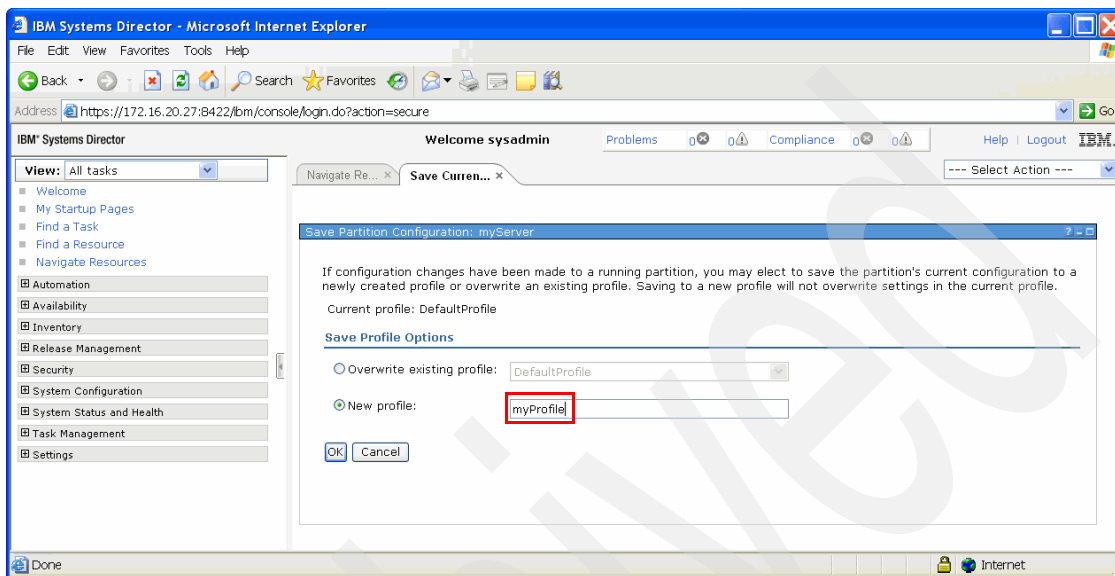 IBM Systems Director - Microsoft Internet Explorer
File Edit View Favorites Tools Help
Back Search Favorites
Address https://172.16.20.27:8422/ibm/console/login.do?action=secure Go
IBM® Systems Director Welcome sysadmin Problems 0 0 Compliance 0 0 Help | Logout IBM.
View: All tasks
Navigate Re... × Save Curren... × --- Select Action ---
Welcome
My Startup Pages
Find a Task
Find a Resource
Navigate Resources
Automation
Availability
Inventory
Release Management
Security
System Configuration
System Status and Health
Task Management
Settings
Save Partition Configuration: myServer
If configuration changes have been made to a running partition, you may elect to save the partition's current configuration to a
newly created profile or overwrite an existing profile. Saving to a new profile will not overwrite settings in the current profile.
Current profile: DefaultProfile
Save Profile Options
Overwrite existing profile: DefaultProfile
New profile: myProfile
OK Cancel
Done Internet